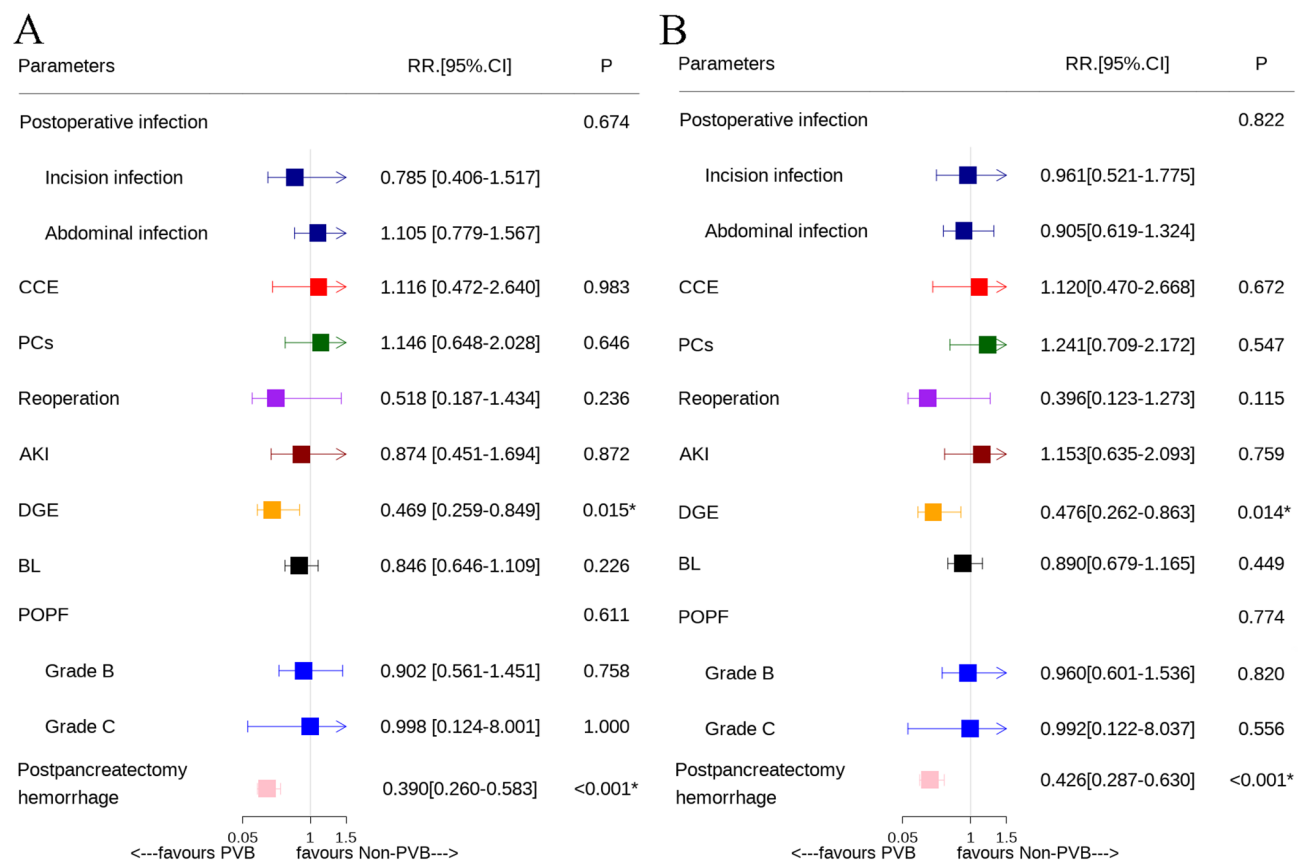 A
Parameters RR.[95%.CI] P
Postoperative infection 0.674
Incision infection 0.785 [0.406-1.517]
Abdominal infection 1.105 [0.779-1.567]
CCE 1.116 [0.472-2.640] 0.983
PCs 1.146 [0.648-2.028] 0.646
Reoperation 0.518 [0.187-1.434] 0.236
AKI 0.874 [0.451-1.694] 0.872
DGE 0.469 [0.259-0.849] 0.015*
BL 0.846 [0.646-1.109] 0.226
POPF 0.611
Grade B 0.902 [0.561-1.451] 0.758
Grade C 0.998 [0.124-8.001] 1.000
Postpancreatectomy
hemorrhage 0.390[0.260-0.583] <0.001*
0.05 1 1.5
<---favours PVB favours Non-PVB--->
B
Parameters RR.[95%.CI] P
Postoperative infection 0.822
Incision infection 0.961[0.521-1.775]
Abdominal infection 0.905[0.619-1.324]
CCE 1.120[0.470-2.668] 0.672
PCs 1.241[0.709-2.172] 0.547
Reoperation 0.396[0.123-1.273] 0.115
AKI 1.153[0.635-2.093] 0.759
DGE 0.476[0.262-0.863] 0.014*
BL 0.890[0.679-1.165] 0.449
POPF 0.774
Grade B 0.960[0.601-1.536] 0.820
Grade C 0.992[0.122-8.037] 0.556
Postpancreatectomy
hemorrhage 0.426[0.287-0.630] <0.001*
0.05 1 1.5
<---favours PVB favours Non-PVB--->